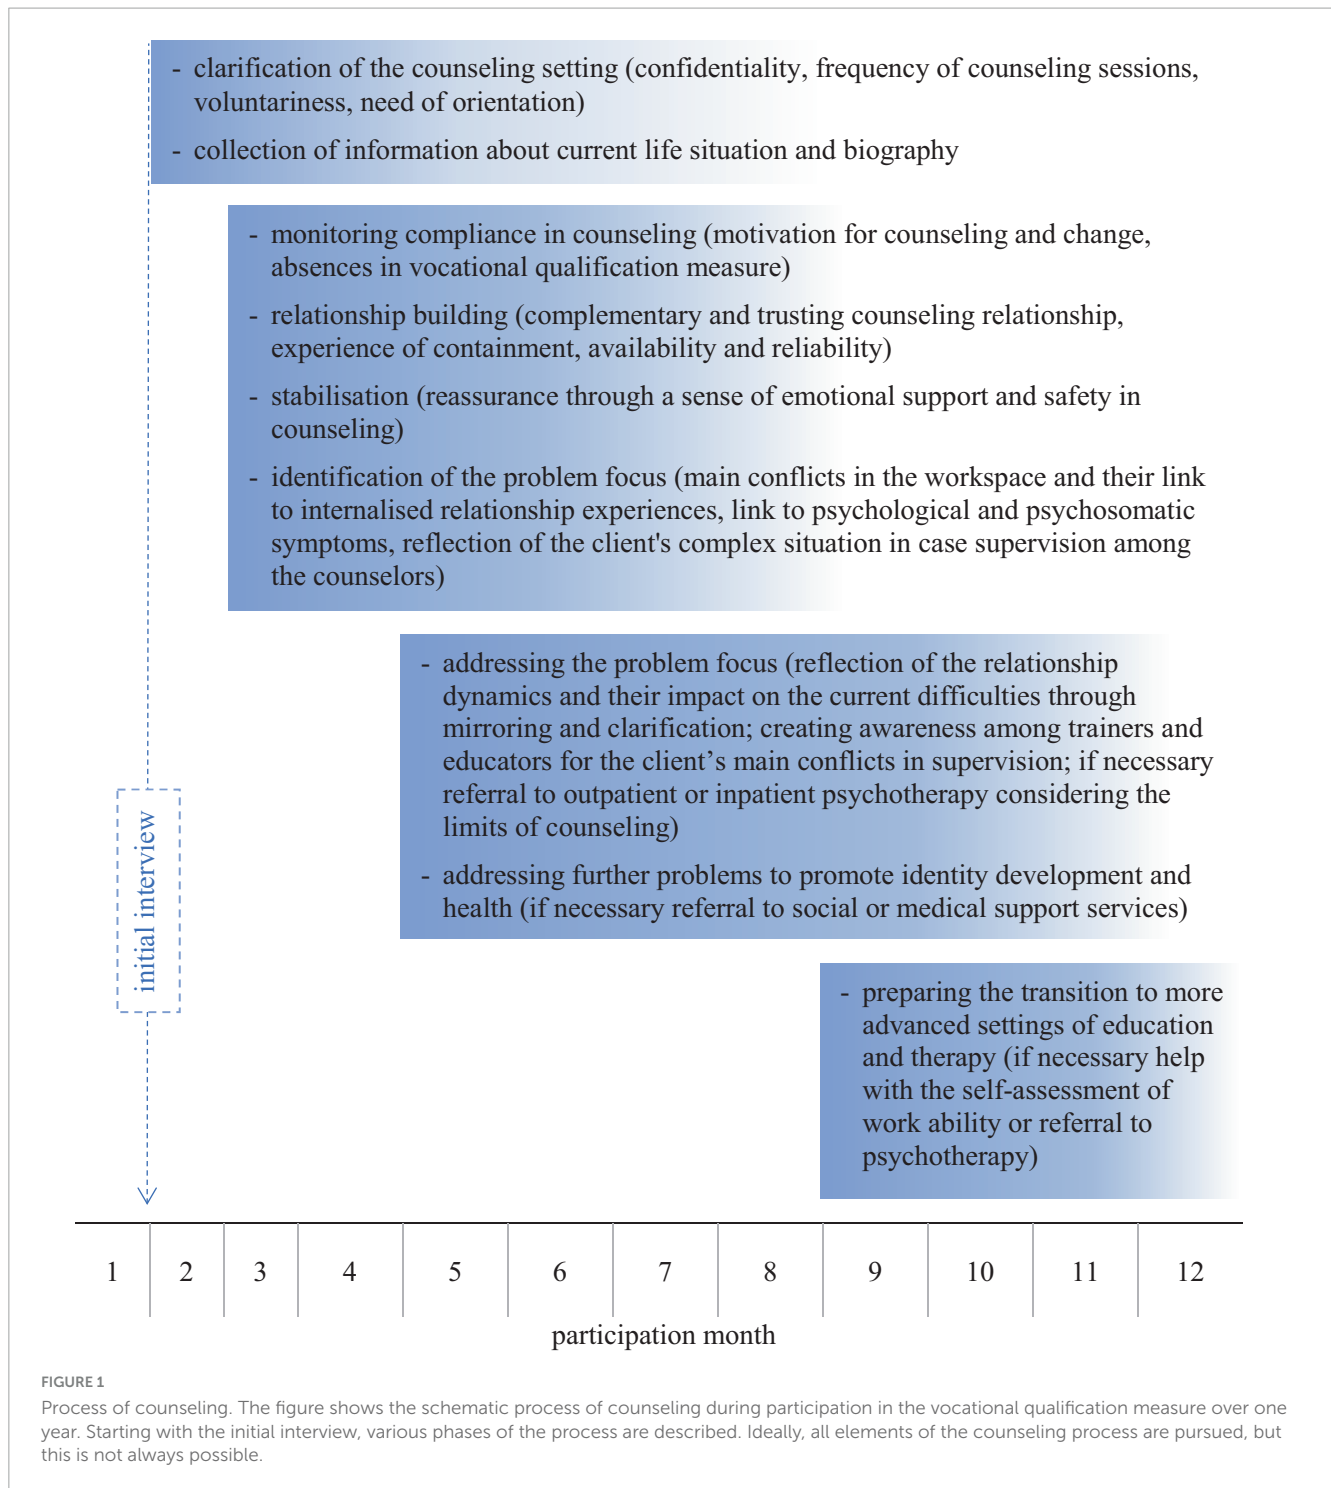 - clarification of the counseling setting (confidentiality, frequency of counseling sessions,
voluntariness, need of orientation)
- collection of information about current life situation and biography
- monitoring compliance in counseling (motivation for counseling and change,
absences in vocational qualification measure)
- relationship building (complementary and trusting counseling relationship,
experience of containment, availability and reliability)
- stabilisation (reassurance through a sense of emotional support and safety in
counseling)
- identification of the problem focus (main conflicts in the workspace and their link
to internalised relationship experiences, link to psychological and psychosomatic
symptoms, reflection of the client's complex situation in case supervision among
the counselors)
- addressing the problem focus (reflection of the relationship
dynamics and their impact on the current difficulties through
mirroring and clarification; creating awareness among trainers and
educators for the client’s main conflicts in supervision; if necessary
referral to outpatient or inpatient psychotherapy considering the
limits of counseling)
- addressing further problems to promote identity development and
health (if necessary referral to social or medical support services)
initial interview
- preparing the transition to more
advanced settings of education
and therapy (if necessary help
with the self-assessment of
work ability or referral to
psychotherapy)
1 2 3 4 5 6 7 8 9 10 11 12
participation month
FIGURE 1
Process of counseling. The figure shows the schematic process of counseling during participation in the vocational qualification measure over one
year. Starting with the initial interview, various phases of the process are described. Ideally, all elements of the counseling process are pursued, but
this is not always possible.